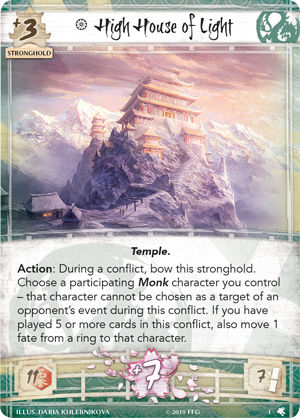 +3
High House of Light
STRONGHOLD
Temple.
Action: During a conflict, bow this stronghold.
Choose a participating Monk character you control
– that character cannot be chosen as a target of an
opponent's event during this conflict. If you have
played 5 or more cards in this conflict, also move 1
fate from a ring to that character.
11
+7
7
ILLUS. DARIA KHLEBNIKOVA
© 2019 FFG
1